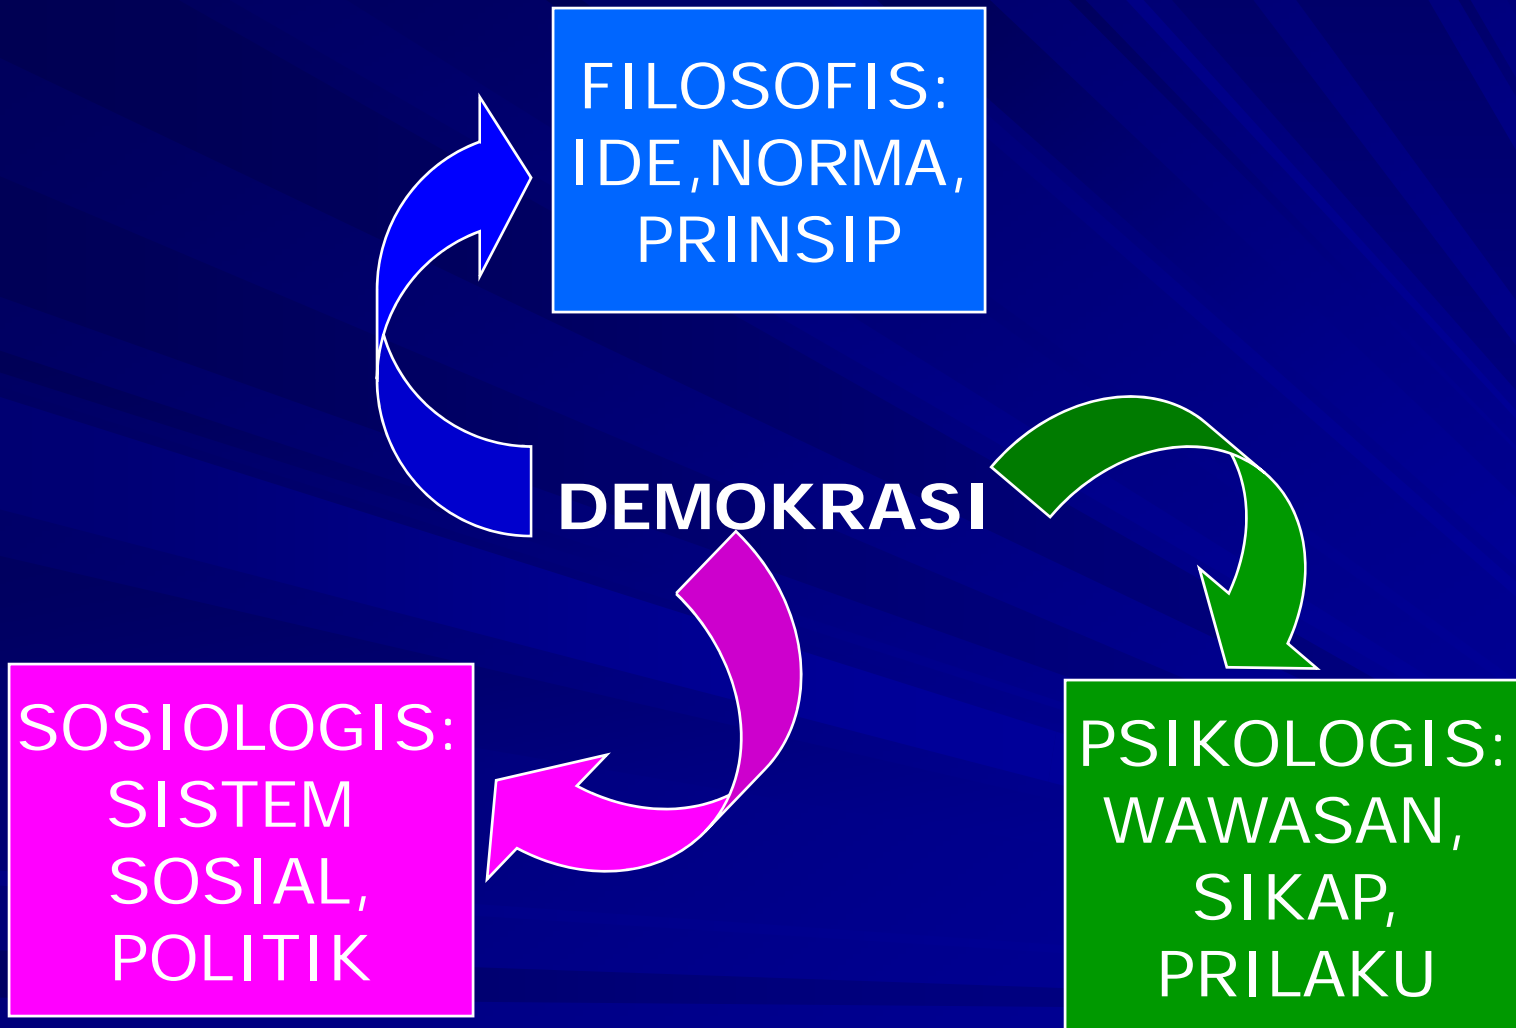 FILOSOFIS:
IDE,NORMA,
PRINSIP
DEMOKRASI
SOSIOLOGIS:
SISTEM
SOSIAL,
POLITIK
PSIKOLOGIS:
WAWASAN,
SIKAP,
PRILAKU